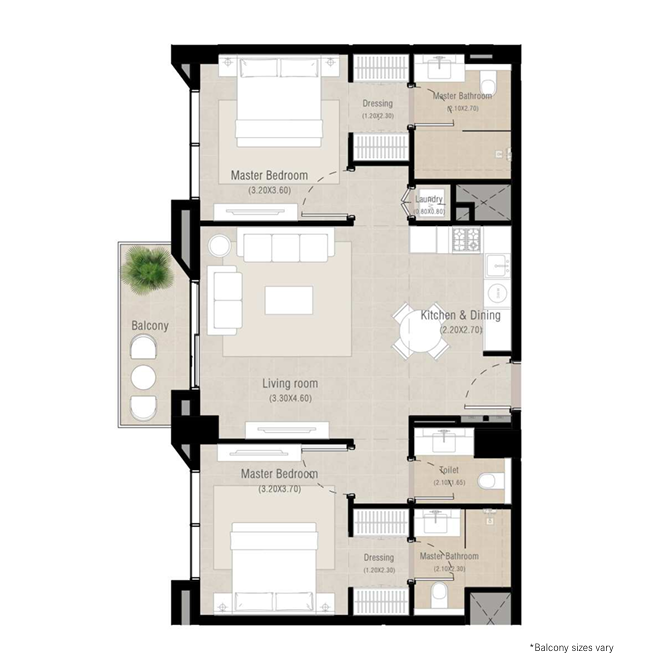 Master Bedroom
(3.20X3.60)
Dressing
(1.20X2.30)
Master Bathroom
(2.10X2.70)
Laundry
(0.80X0.80)
Balcony
Kitchen & Dining
(2.20X2.70)
Living room
(3.30X4.60)
Master Bedroom
(3.20X3.70)
Toilet
(2.10X1.65)
Dressing
(1.20X2.30)
Master Bathroom
(2.10X2.30)
*Balcony sizes vary